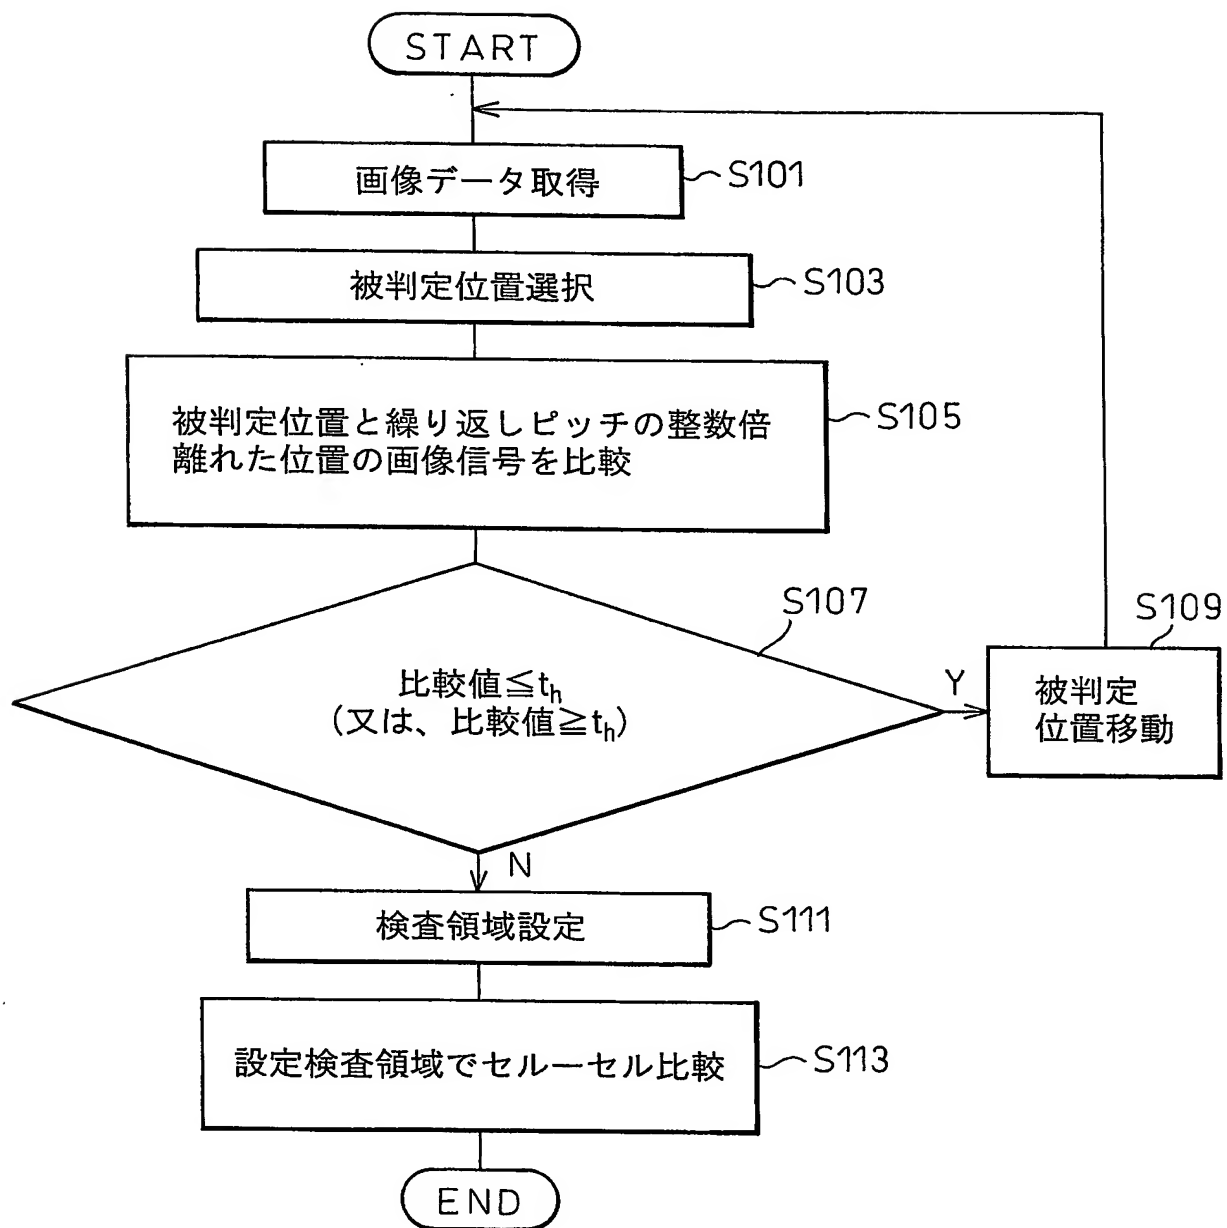 START
画像データ取得
S101
被判定位置選択
S103
被判定位置と繰り返しピッチの整数倍
離れた位置の画像信号を比較
S105
S107
比較値≦th
(又は、比較値≧th)
Y
S109
被判定
位置移動
N
検査領域設定
S111
設定検査領域でセルーセル比較
S113
END